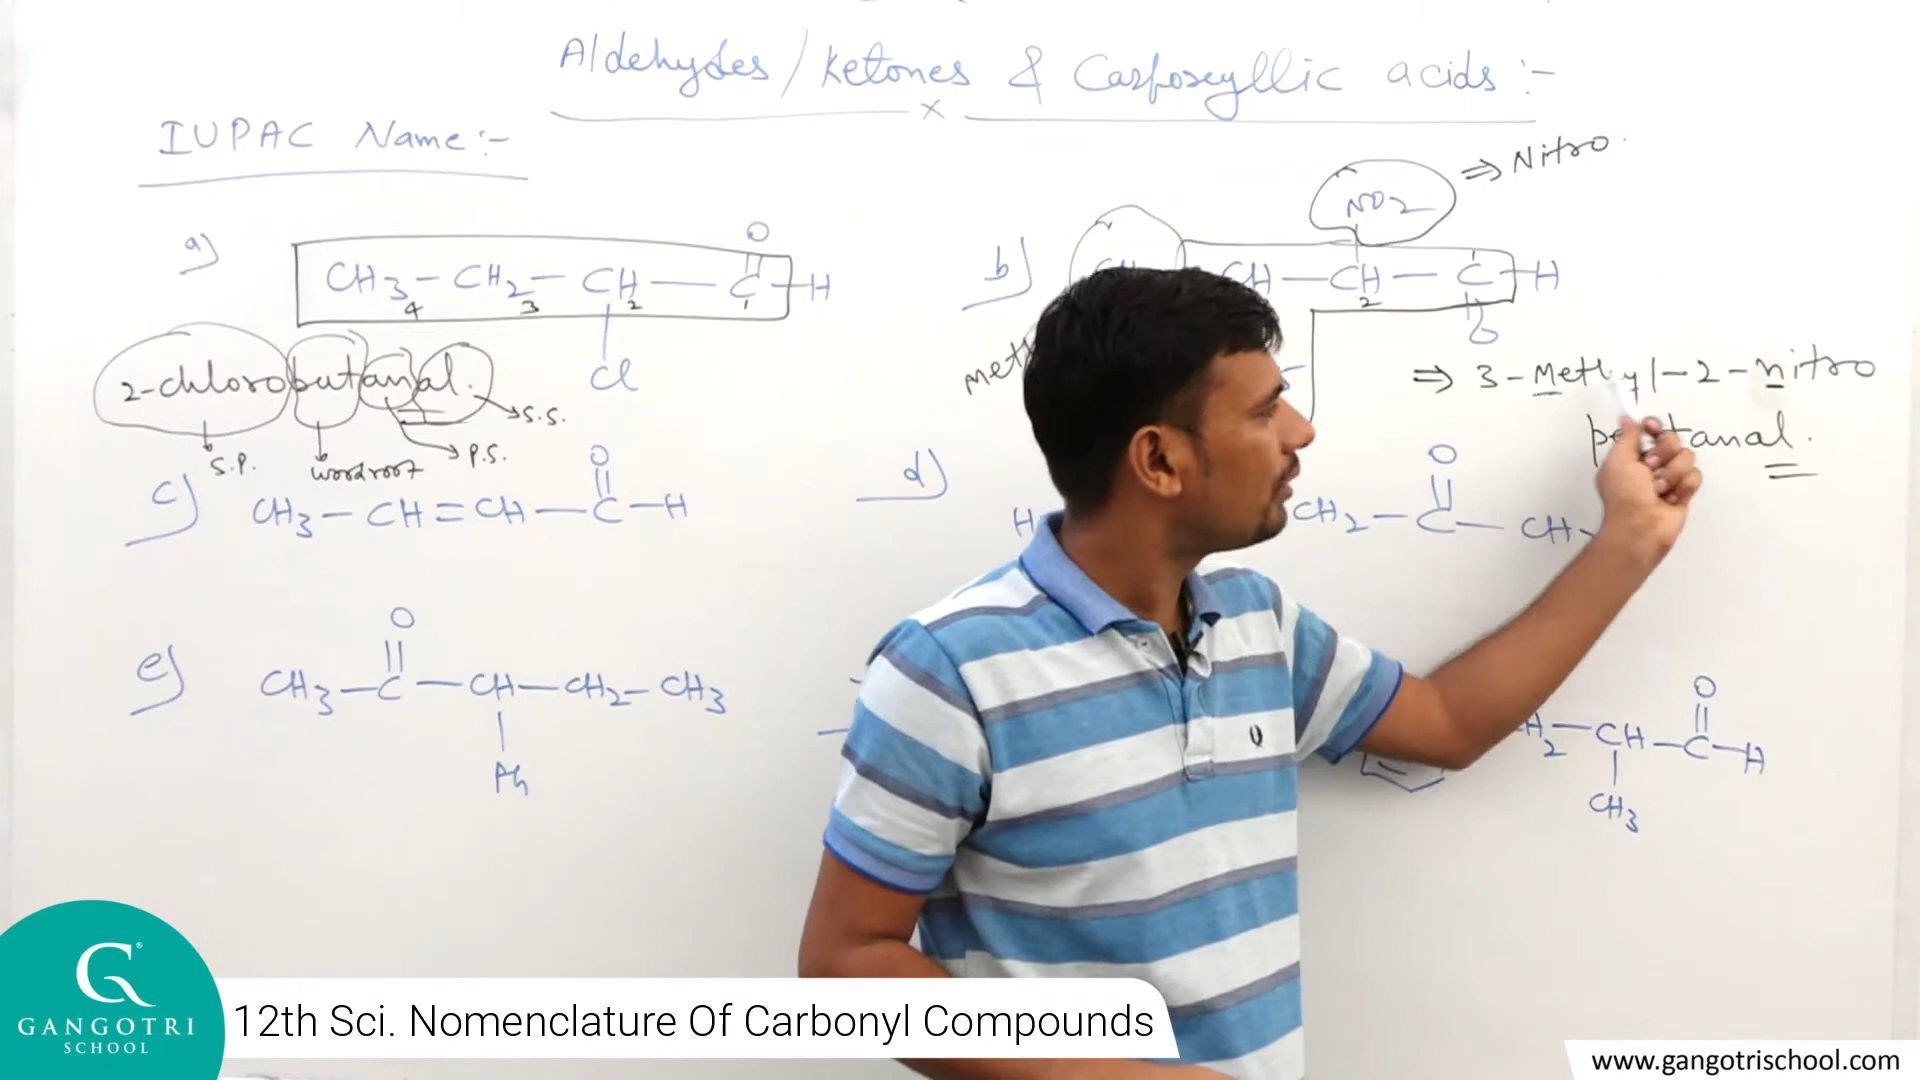 Aldehydes / Ketones & Carboxyllic acids :-
x
IUPAC Name :-
a)
O
||
CH3 - CH2 - CH - C - H
4 3 2 1
Cl
2-chlorobutanal.
S.P.
wordroot
P.S.
S.S.
b)
NO2 ⇒ Nitro.
CH - CH - C - H
2
||
O
⇒ 3-Methyl-2-nitro
pentanal.
c)
O
||
CH3 - CH = CH - C - H
d)
O
||
H CH2 - C - CH -
e)
O
||
CH3 - C - CH - CH2 - CH3
|
Ph
O
||
H2 - CH - C - H
|
CH3
GANGOTRI
SCHOOL
12th Sci. Nomenclature Of Carbonyl Compounds
www.gangotrischool.com